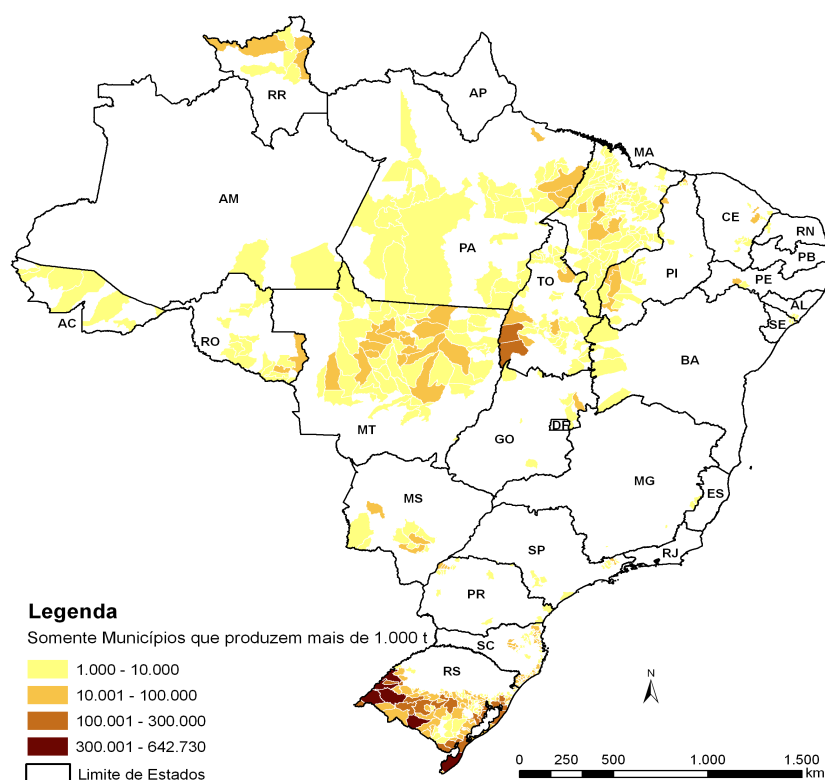 RR
AP
AM
PA
MA
CE
RN
PB
PE
AL
SE
PI
TO
AC
RO
BA
MT
GO
DF
MG
ES
MS
SP
RJ
PR
SC
RS
Legenda
Somente Municípios que produzem mais de 1.000 t
1.000 - 10.000
10.001 - 100.000
100.001 - 300.000
300.001 - 642.730
Limite de Estados
N
0 250 500 1.000 1.500
km